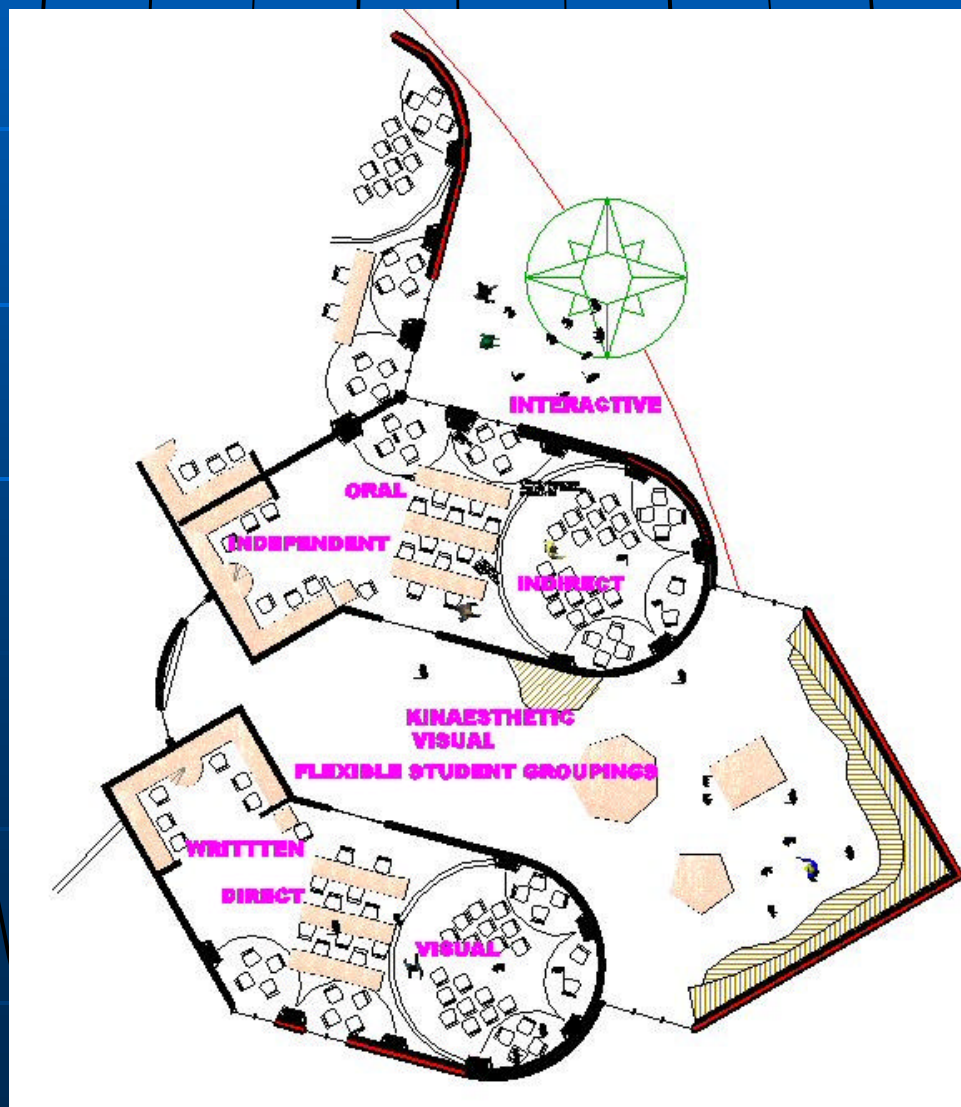 INTERACTIVE
ORAL
INDEPENDENT
INDIRECT
KINAESTHETIC
VISUAL
FLEXIBLE STUDENT GROUPINGS
WRITTTEN
DIRECT
VISUAL